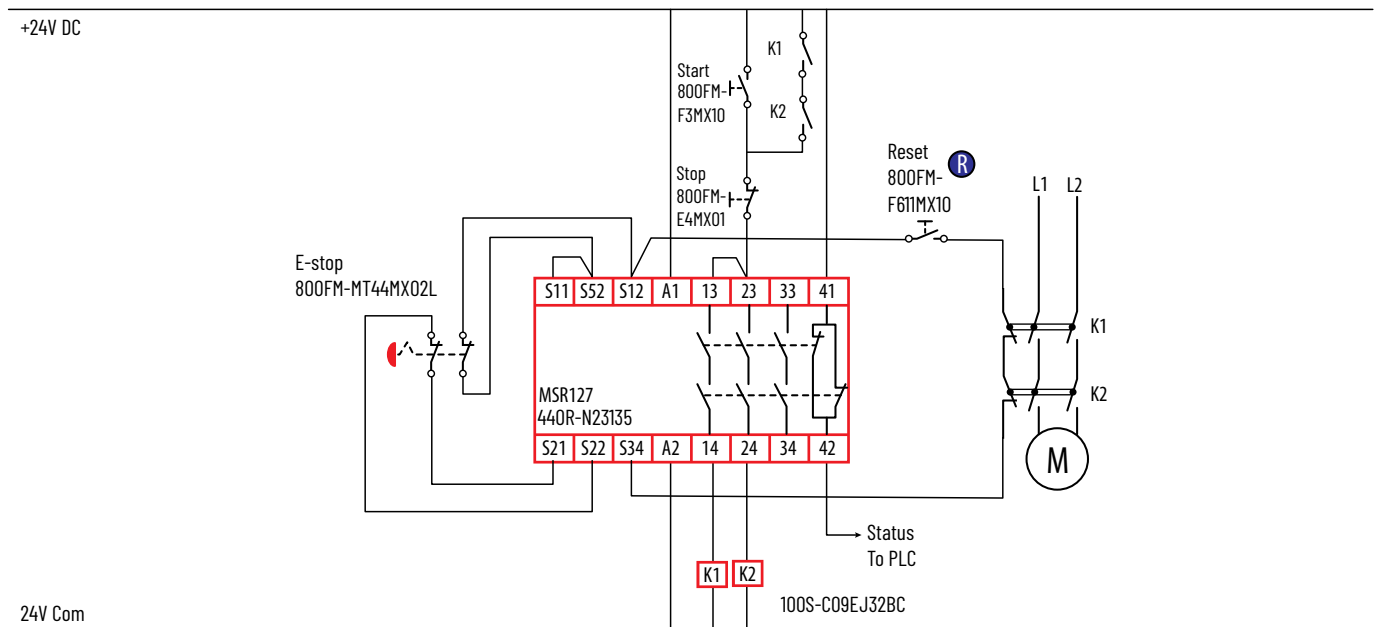 +24V DC
K1
Start
800FM-
F3MX10
K2
Stop
800FM-
E4MX01
Reset
800FM-
F611MX10
R
L1 L2
E-stop
800FM-MT44MX02L
S11 S52 S12 A1 13 23 33 41
K1
MSR127
440R-N23135
K2
S21 S22 S34 A2 14 24 34 42
M
Status
To PLC
K1 K2
100S-C09EJ32BC
24V Com